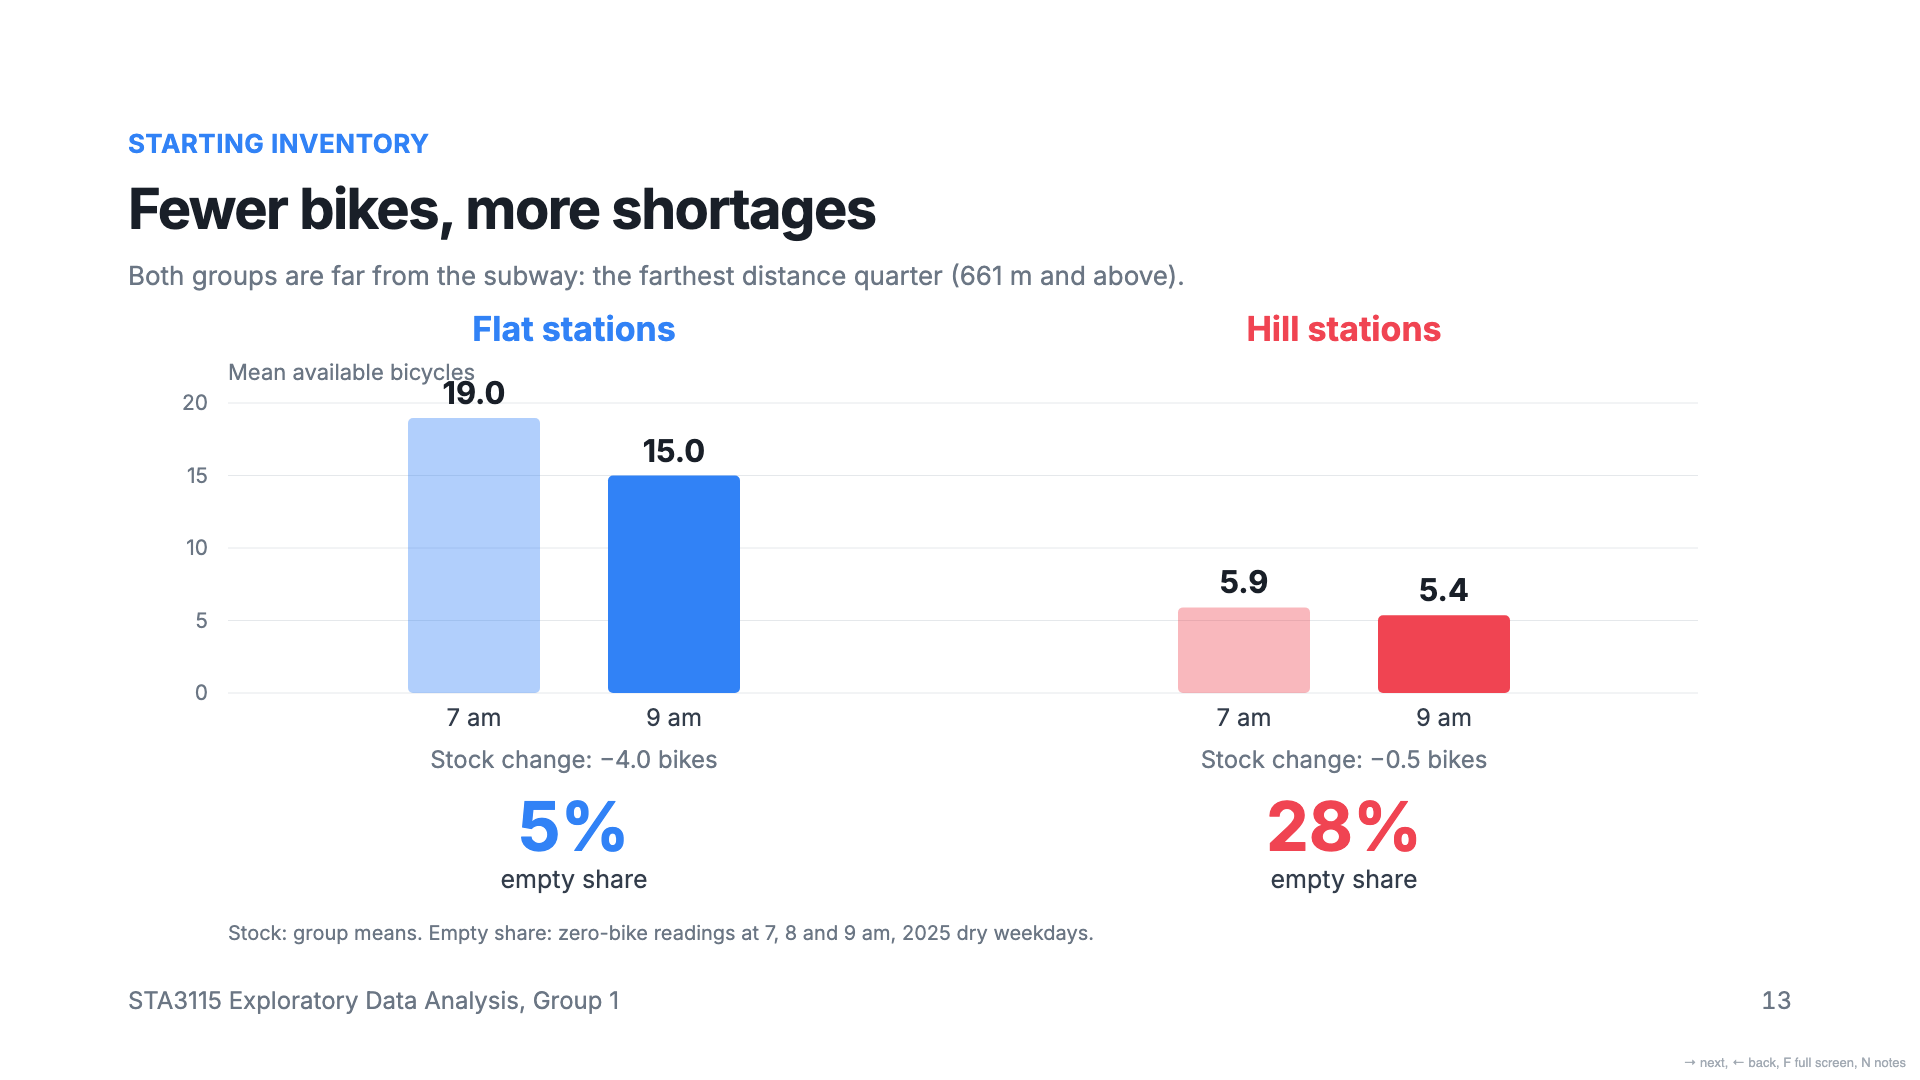 STARTING INVENTORY
Fewer bikes, more shortages
Both groups are far from the subway: the farthest distance quarter (661 m and above).
Flat stations
Hill stations
Mean available bicycles
20
15
10
5
0
19.0
15.0
5.9
5.4
7 am
9 am
7 am
9 am
Stock change: −4.0 bikes
Stock change: −0.5 bikes
5%
empty share
28%
empty share
Stock: group means. Empty share: zero-bike readings at 7, 8 and 9 am, 2025 dry weekdays.
STA3115 Exploratory Data Analysis, Group 1
13
→ next, ← back, F full screen, N notes